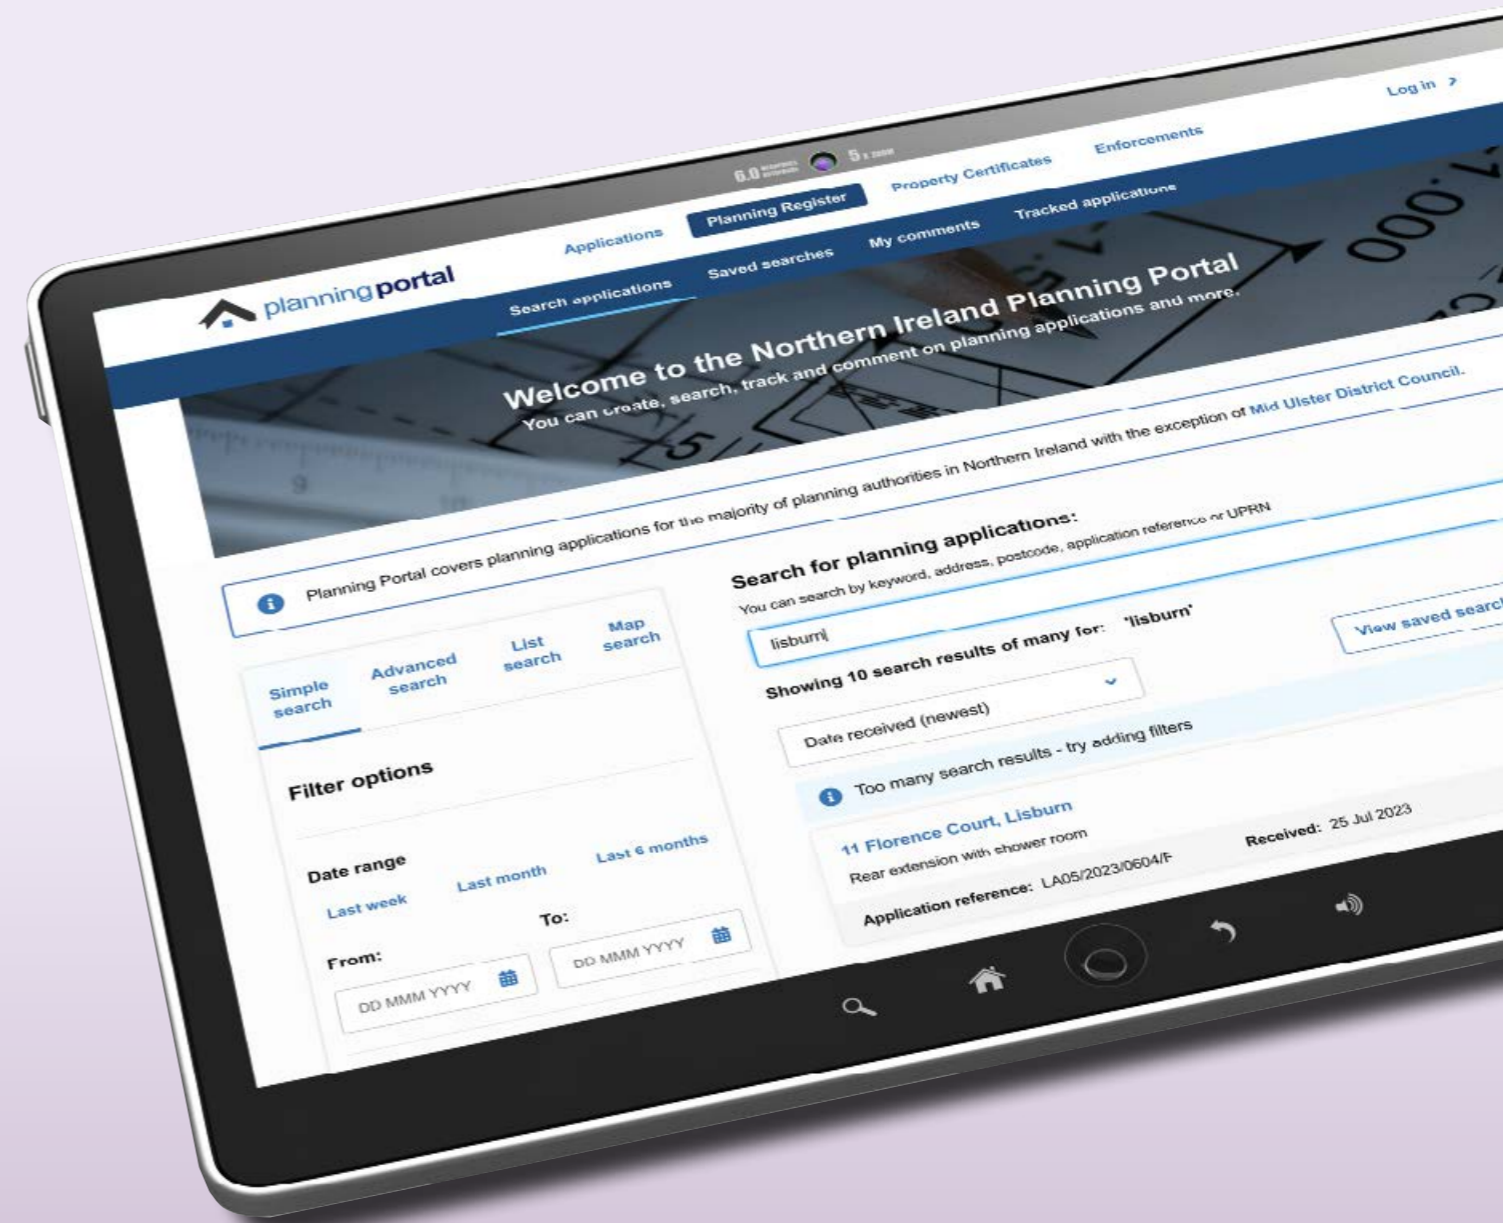 6.0 MEGAPIXELS
5 X ZOOM
Log in
planningportal
Applications
Planning Register
Property Certificates
Enforcements
Search applications
Saved searches
My comments
Tracked applications
Welcome to the Northern Ireland Planning Portal
You can create, search, track and comment on planning applications and more.
Planning Portal covers planning applications for the majority of planning authorities in Northern Ireland with the exception of Mid Ulster District Council.
Simple
search
Advanced
search
List
search
Map
search
Filter options
Date range
Last week
Last month
Last 6 months
From:
To:
DD MMM YYYY
DD MMM YYYY
Search for planning applications:
You can search by keyword, address, postcode, application reference or UPRN
lisburn
Showing 10 search results of many for: 'lisburn'
View saved search
Date received (newest)
Too many search results - try adding filters
11 Florence Court, Lisburn
Rear extension with shower room
Application reference: LA05/2023/0604/F
Received: 25 Jul 2023